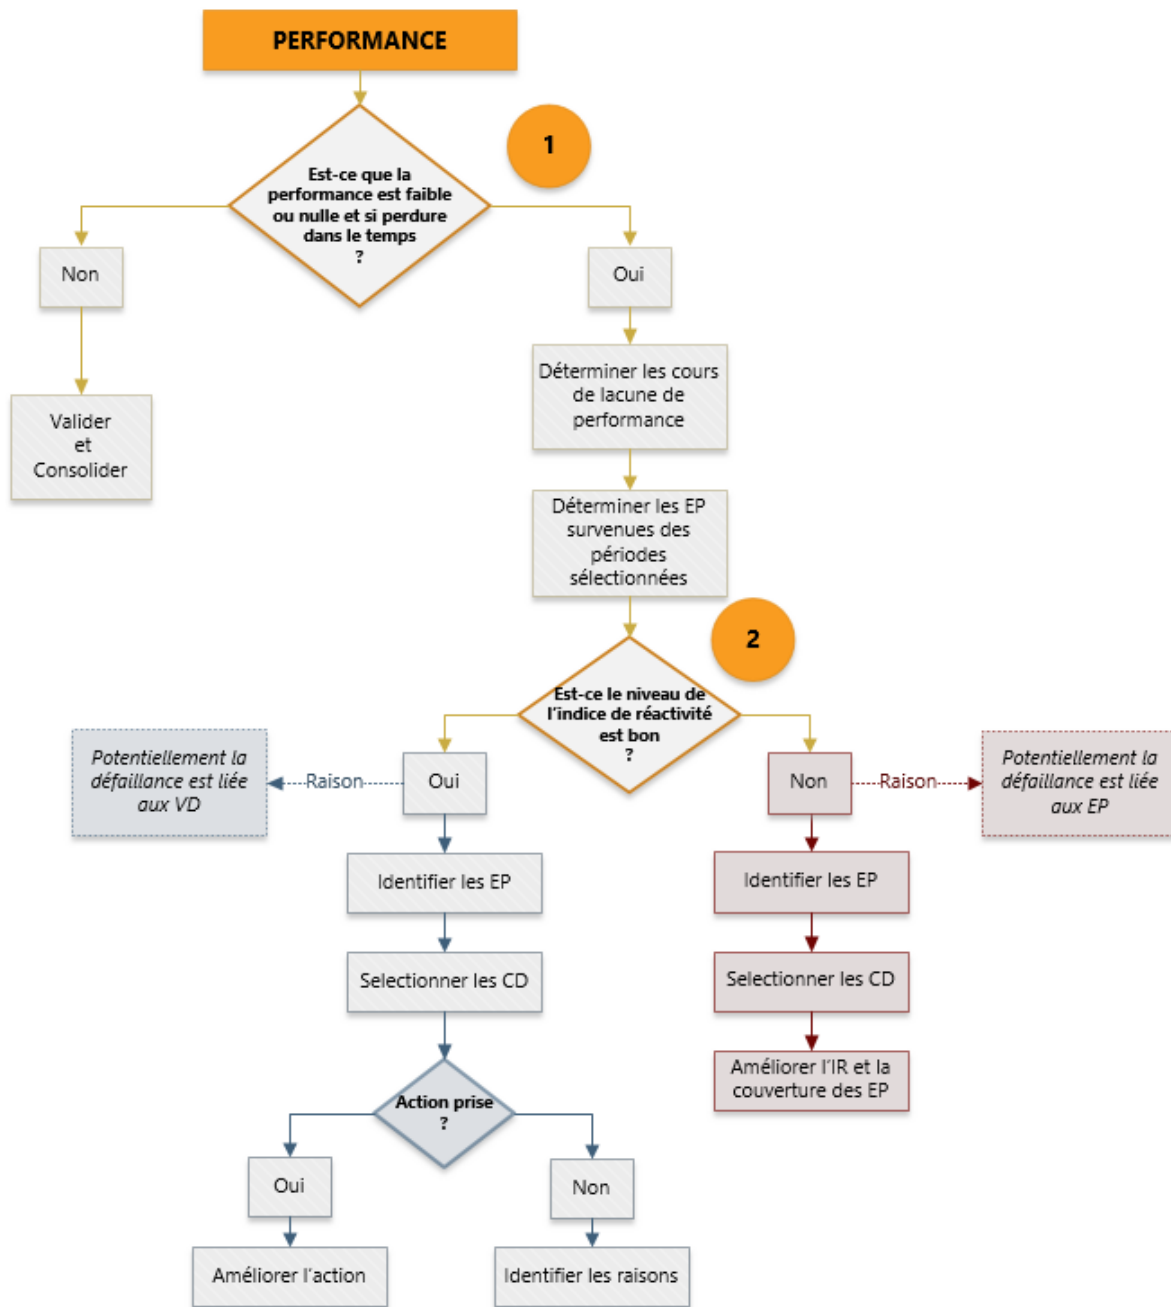 PERFORMANCE
1
Est-ce que la
performance est faible
ou nulle et si perdure
dans le temps
?
Non
Oui
Valider
et
Consolider
Déterminer les cours
de lacune de
performance
Déterminer les EP
survenues des
périodes
sélectionnées
2
Est-ce le niveau de
l'indice de réactivité
est bon
?
Potentiellement la
défaillance est liée
aux VD
Raison
Oui
Non
Raison
Potentiellement la
défaillance est liée
aux EP
Identifier les EP
Identifier les EP
Selectionner les CD
Selectionner les CD
Améliorer l'IR et la
couverture des EP
Action prise
?
Oui
Non
Améliorer l'action
Identifier les raisons